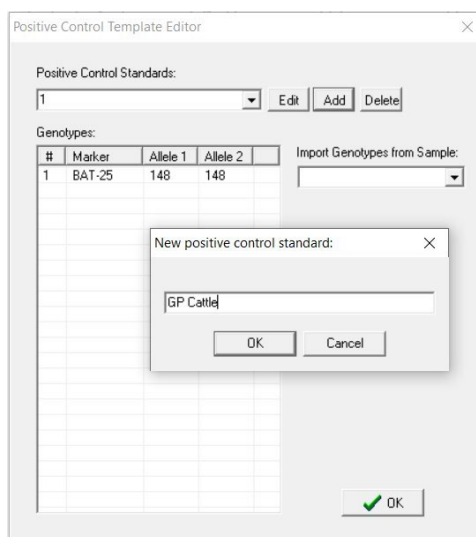 Positive Control Template Editor
Positive Control Standards:
1
Edit
Add
Delete
Genotypes:
# Marker Allele 1 Allele 2
1 BAT-25 148 148
Import Genotypes from Sample:
New positive control standard:
GP Cattle
OK
Cancel
OK